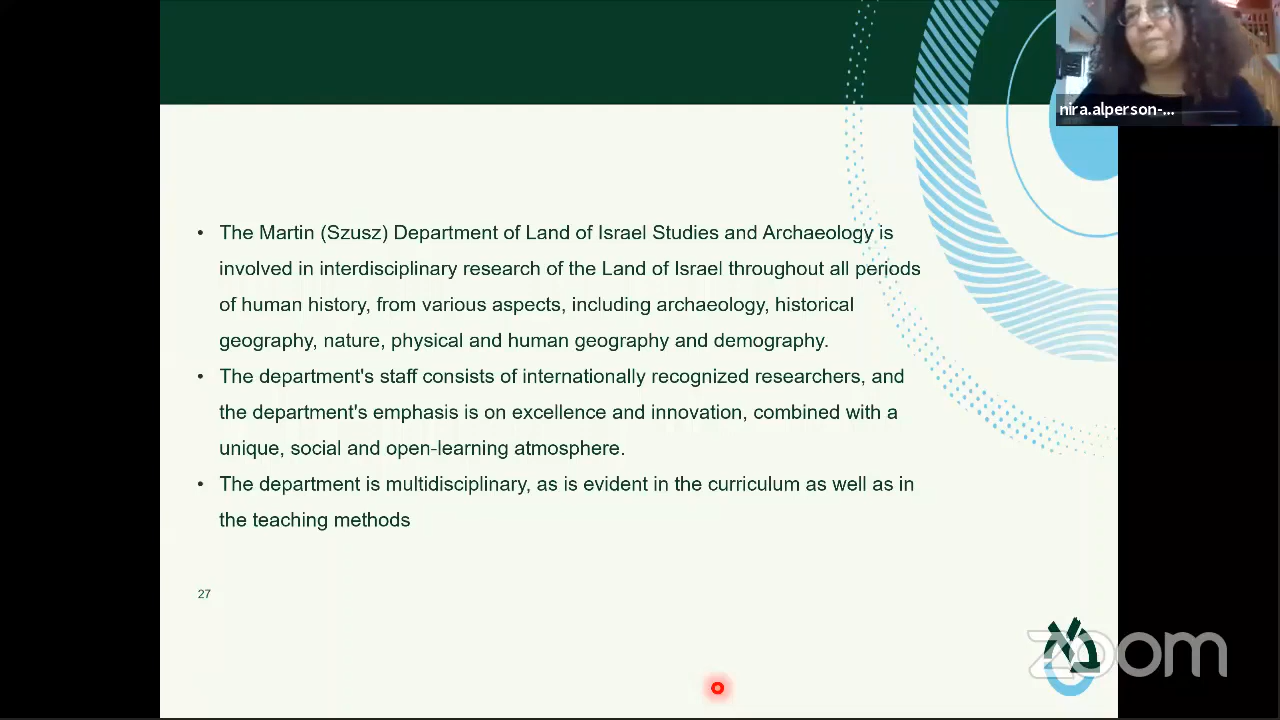 nira.alperson-...
• The Martin (Szusz) Department of Land of Israel Studies and Archaeology is
involved in interdisciplinary research of the Land of Israel throughout all periods
of human history, from various aspects, including archaeology, historical
geography, nature, physical and human geography and demography.
• The department's staff consists of internationally recognized researchers, and
the department's emphasis is on excellence and innovation, combined with a
unique, social and open-learning atmosphere.
• The department is multidisciplinary, as is evident in the curriculum as well as in
the teaching methods
27
zoom